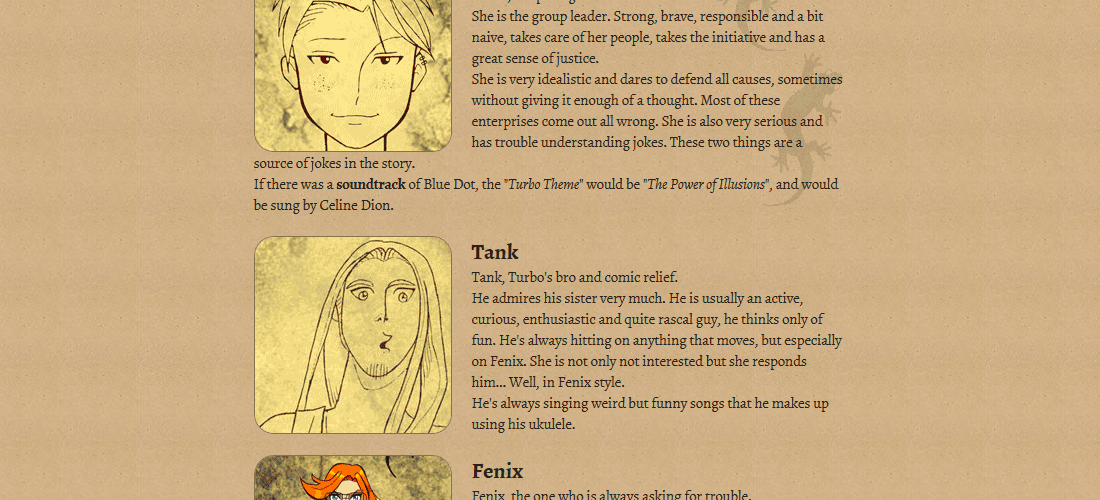 She is the group leader. Strong, brave, responsible and a bit
naive, takes care of her people, takes the initiative and has a
great sense of justice.
She is very idealistic and dares to defend all causes, sometimes
without giving it enough of a thought. Most of these
enterprises come out all wrong. She is also very serious and
has trouble understanding jokes. These two things are a
source of jokes in the story.
If there was a soundtrack of Blue Dot, the "Turbo Theme" would be "The Power of Illusions", and would
be sung by Celine Dion.
Tank
Tank, Turbo's bro and comic relief.
He admires his sister very much. He is usually an active,
curious, enthusiastic and quite rascal guy, he thinks only of
fun. He's always hitting on anything that moves, but especially
on Fenix. She is not only not interested but she responds
him... Well, in Fenix style.
He's always singing weird but funny songs that he makes up
using his ukulele.
Fenix
Fenix, the one who is always asking for trouble.